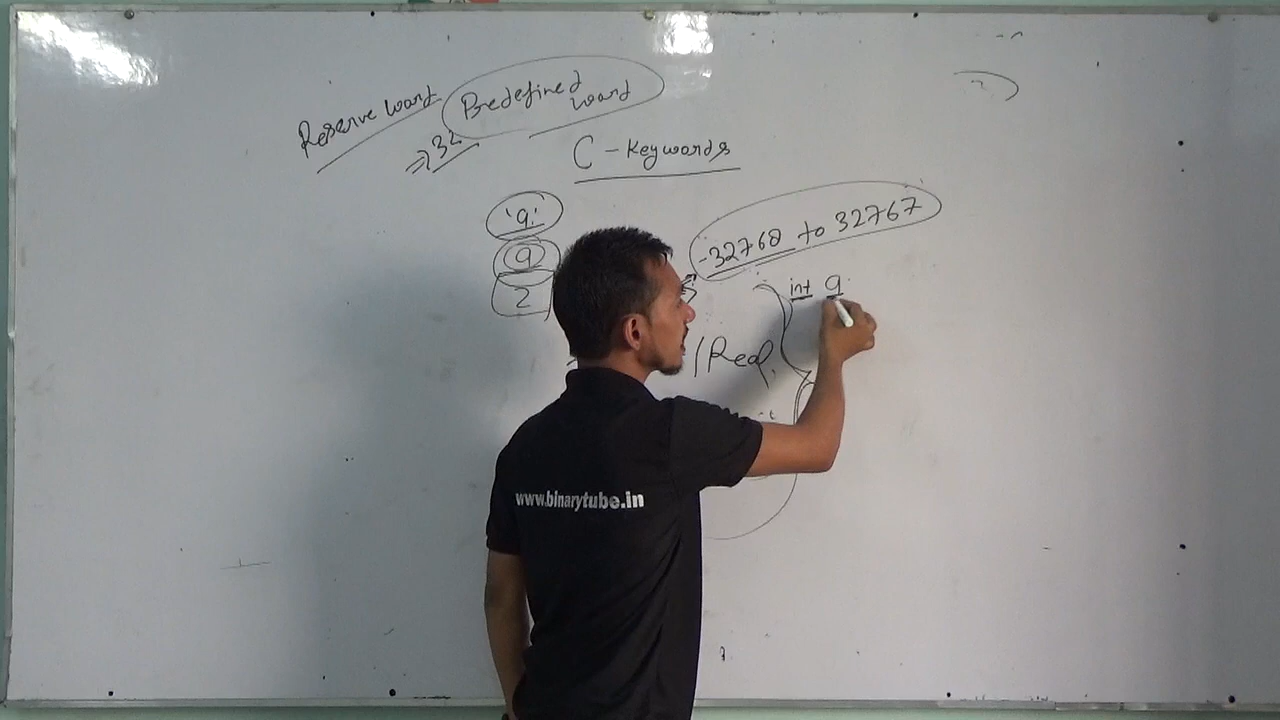 Reserve word
Predefined
word
⇒ 32
C - Keywords
'a'
a
2
-32768 to 32767
int a
/Real
www.binarytube.in